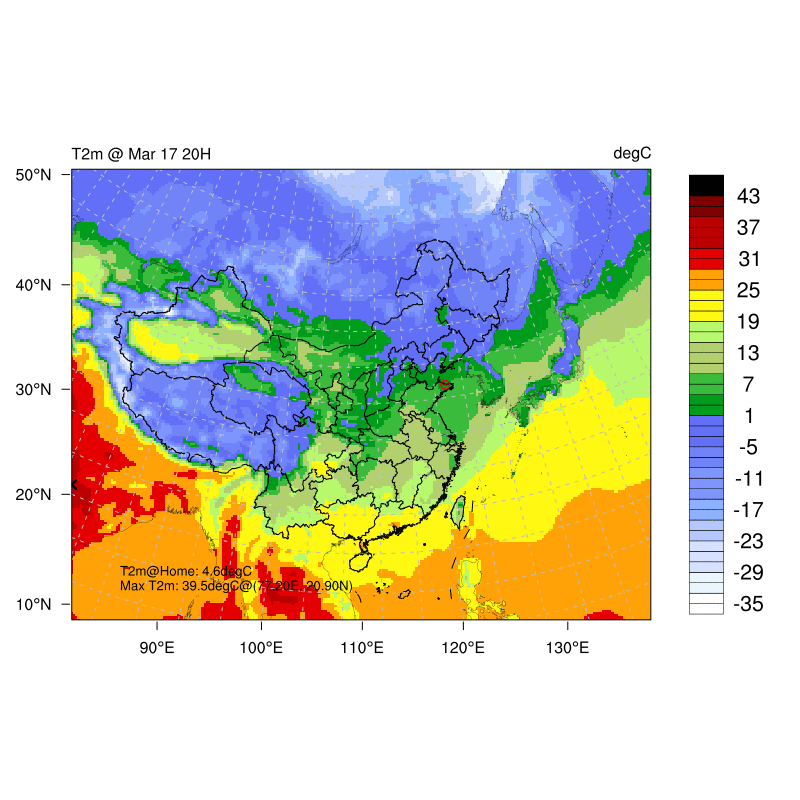 T2m @ Mar 17 20H
degC
50°N
40°N
30°N
20°N
10°N
90°E
100°E
110°E
120°E
130°E
43
37
31
25
19
13
7
1
-5
-11
-17
-23
-29
-35
T2m@Home: 4.6degC
Max T2m: 39.5degC@(77.20E, 20.90N)